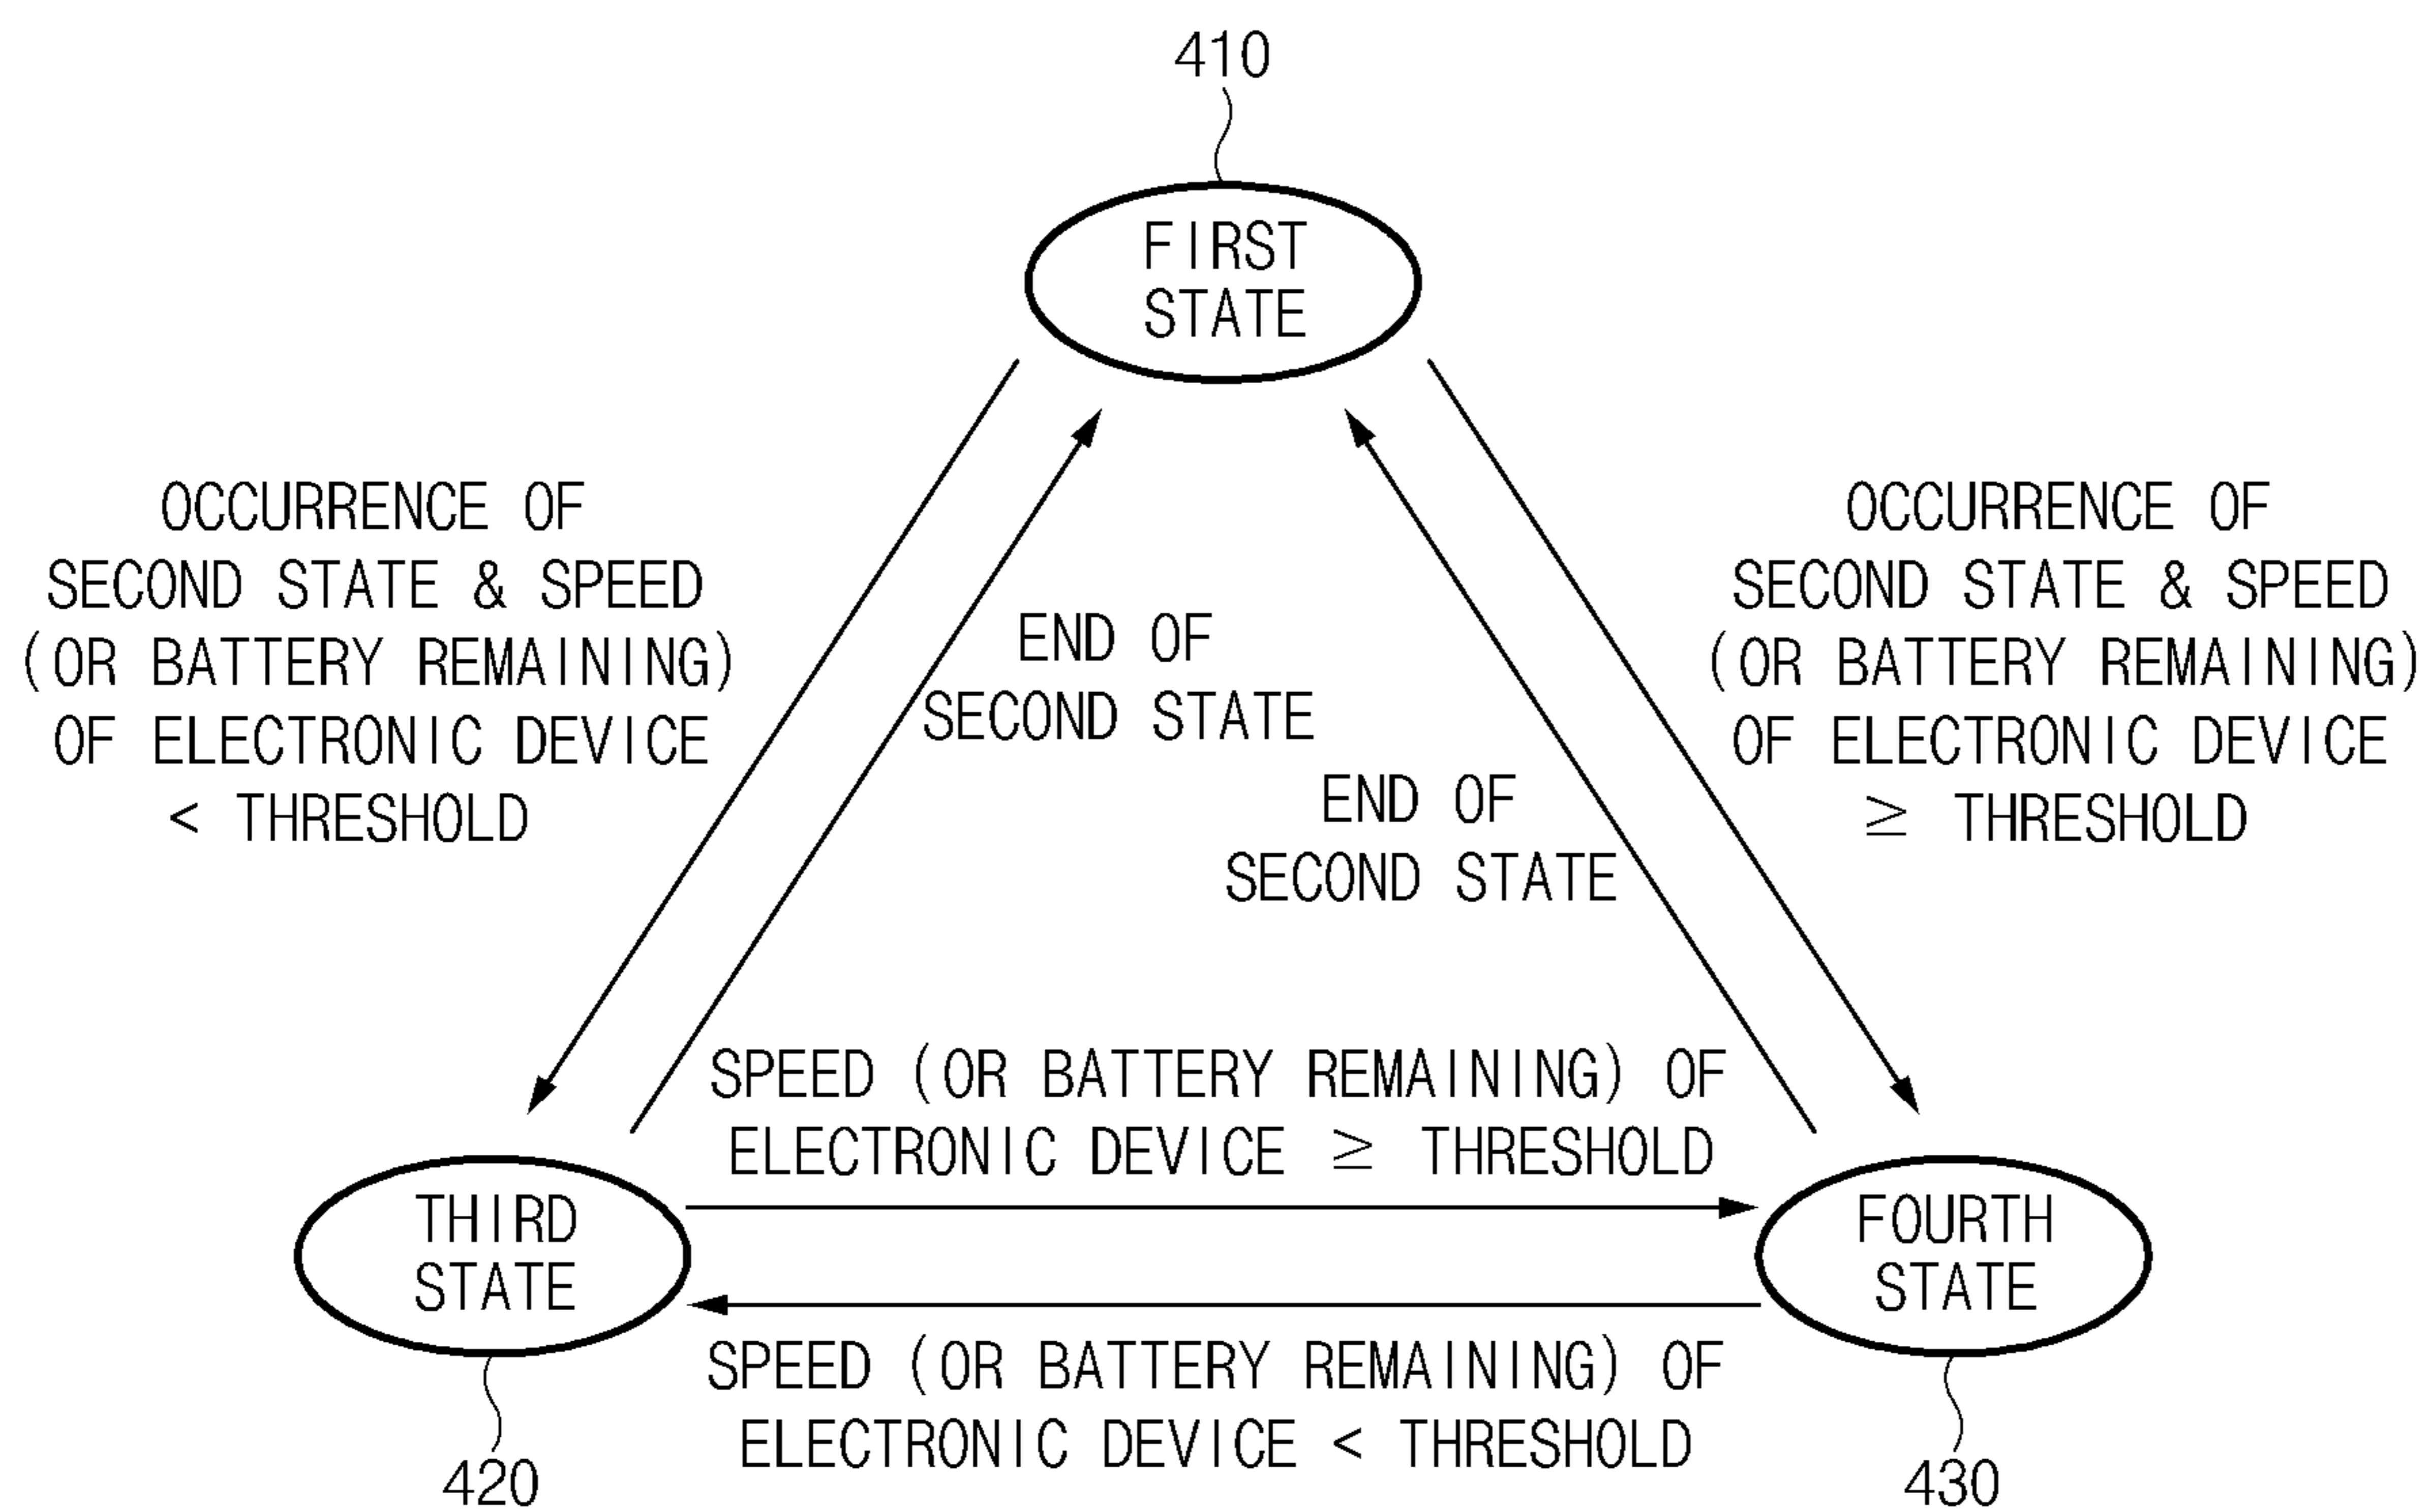 410
FIRST
STATE
OCCURRENCE OF
SECOND STATE & SPEED
(OR BATTERY REMAINING)
OF ELECTRONIC DEVICE
< THRESHOLD
END OF
SECOND STATE
END OF
SECOND STATE
OCCURRENCE OF
SECOND STATE & SPEED
(OR BATTERY REMAINING)
OF ELECTRONIC DEVICE
≥ THRESHOLD
SPEED (OR BATTERY REMAINING) OF
ELECTRONIC DEVICE ≥ THRESHOLD
THIRD
STATE
FOURTH
STATE
SPEED (OR BATTERY REMAINING) OF
ELECTRONIC DEVICE < THRESHOLD
420
430